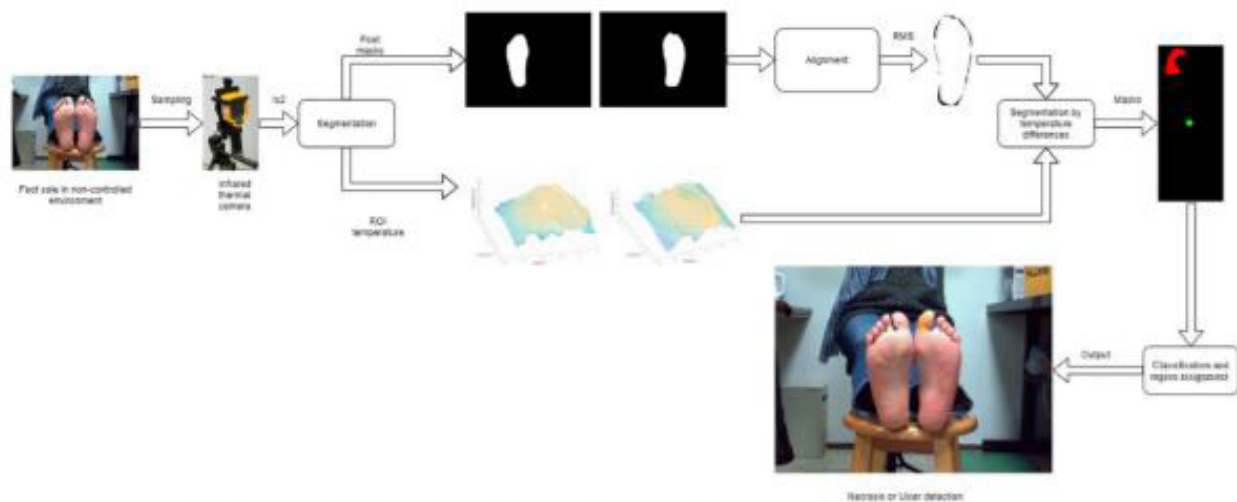 Foot
masks
RMS
Alignment
Sampling
Is2
Segmentation
Segmentation by
temperature
differences
Masks
Foot sole in non-controlled
environment
Infrared
thermal
camera
ROI
temperature
Output
Classification and
region assignment
Necrosis or Ulcer detection